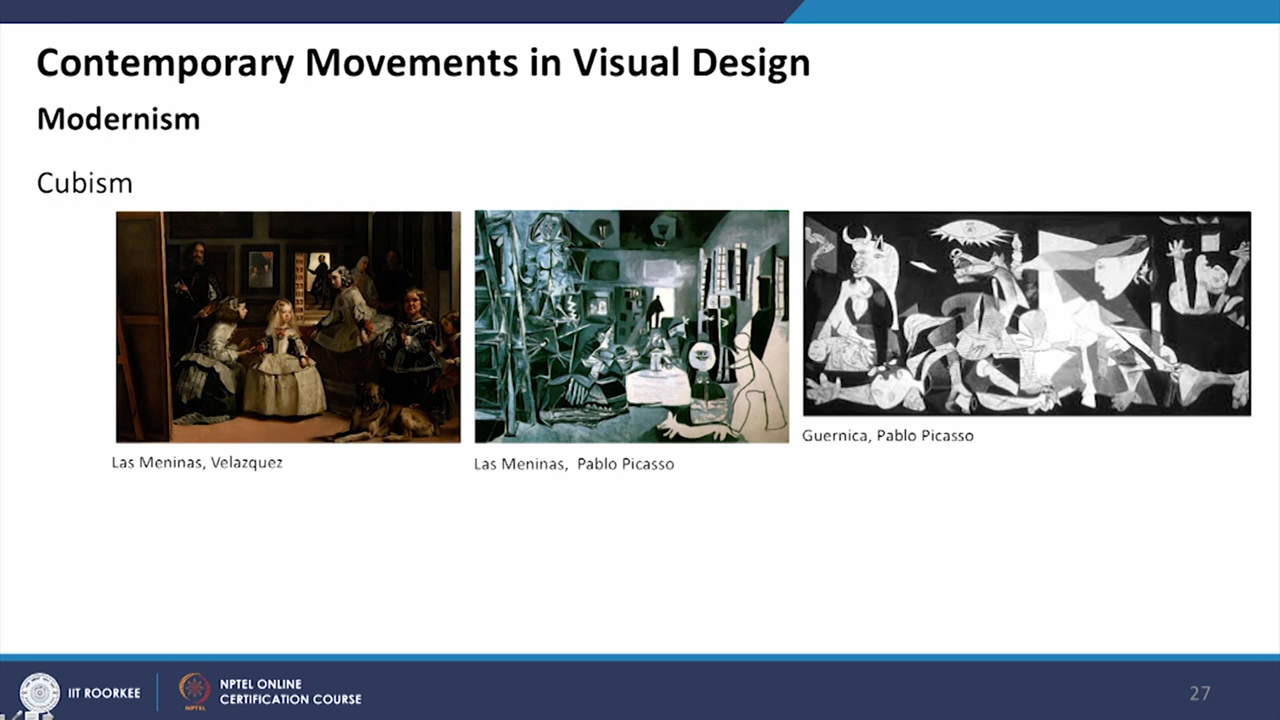 Contemporary Movements in Visual Design
Modernism
Cubism
Las Meninas, Velazquez
Las Meninas, Pablo Picasso
Guernica, Pablo Picasso
IIT ROORKEE
NPTEL
NPTEL ONLINE
CERTIFICATION COURSE
27